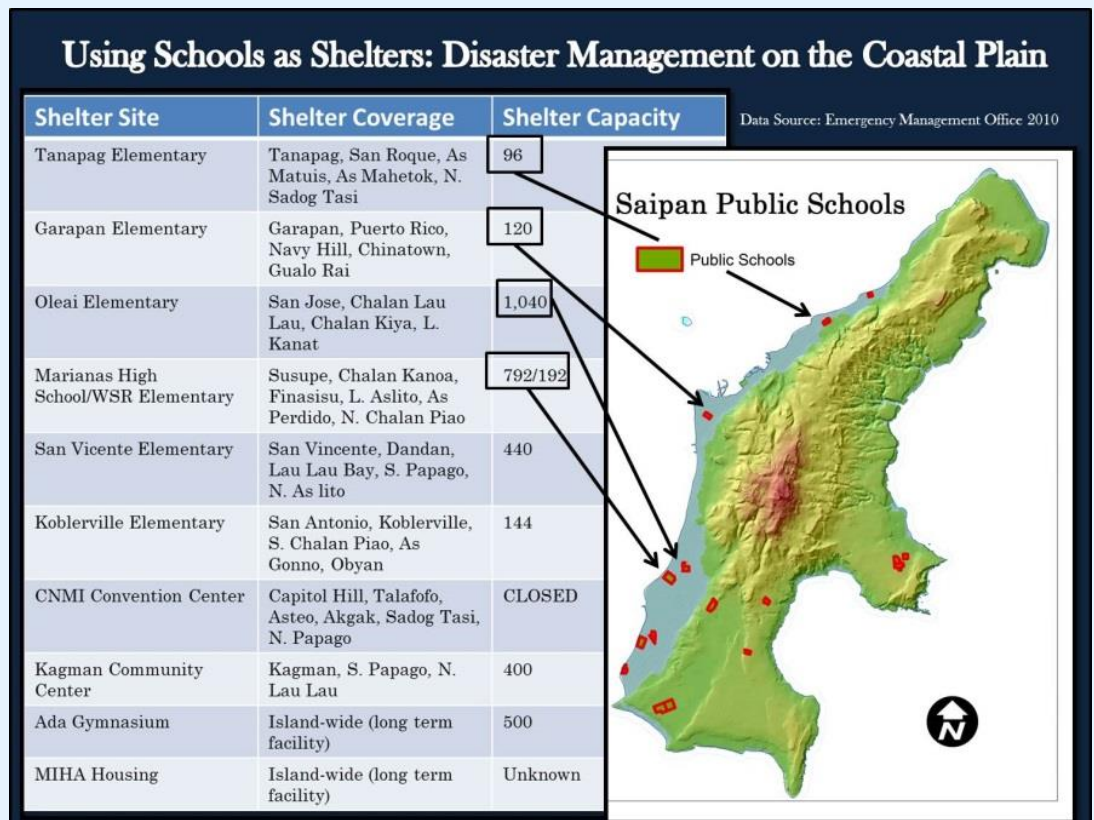 Using Schools as Shelters: Disaster Management on the Coastal Plain
Shelter Site Shelter Coverage Shelter Capacity
Data Source: Emergency Management Office 2010
Tanapag Elementary
Tanapag, San Roque, As
Matuis, As Mahetok, N.
Sadog Tasi
96
Garapan Elementary
Garapan, Puerto Rico,
Navy Hill, Chinatown,
Gualo Rai
120
Oleai Elementary
San Jose, Chalan Lau
Lau, Chalan Kiya, L.
Kanat
1,040
Marianas High
School/WSR Elementary
Susupe, Chalan Kanoa,
Finasisu, L. Aslito, As
Perdido, N. Chalan Piao
792/192
San Vicente Elementary
San Vincente, Dandan,
Lau Lau Bay, S. Papago,
N. As lito
440
Koblerville Elementary
San Antonio, Koblerville,
S. Chalan Piao, As
Gonno, Obyan
144
CNMI Convention Center
Capitol Hill, Talafofo,
Asteo, Akgak, Sadog Tasi,
N. Papago
CLOSED
Kagman Community
Center
Kagman, S. Papago, N.
Lau Lau
400
Ada Gymnasium
Island-wide (long term
facility)
500
MIHA Housing
Island-wide (long term
facility)
Unknown
Saipan Public Schools
Public Schools
N